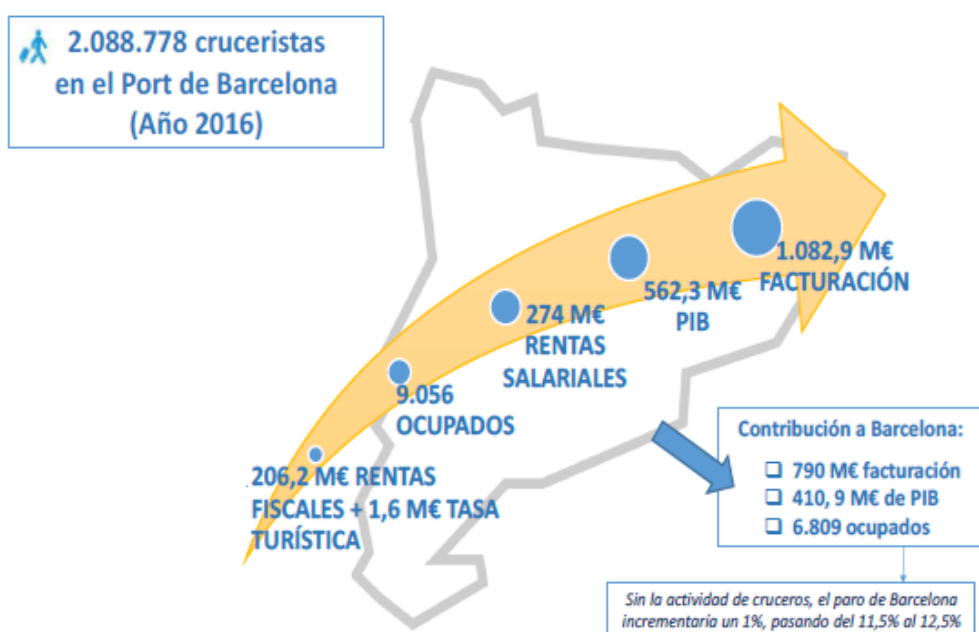 2.088.778 cruceristas
en el Port de Barcelona
(Año 2016)
1.082,9 M€
FACTURACIÓN
562,3 M€
PIB
274 M€
RENTAS
SALARIALES
9.056
OCUPADOS
206,2 M€ RENTAS
FISCALES + 1,6 M€ TASA
TURÍSTICA
Contribución a Barcelona:
790 M€ facturación
410, 9 M€ de PIB
6.809 ocupados
Sin la actividad de cruceros, el paro de Barcelona
incrementaría un 1%, pasando del 11,5% al 12,5%